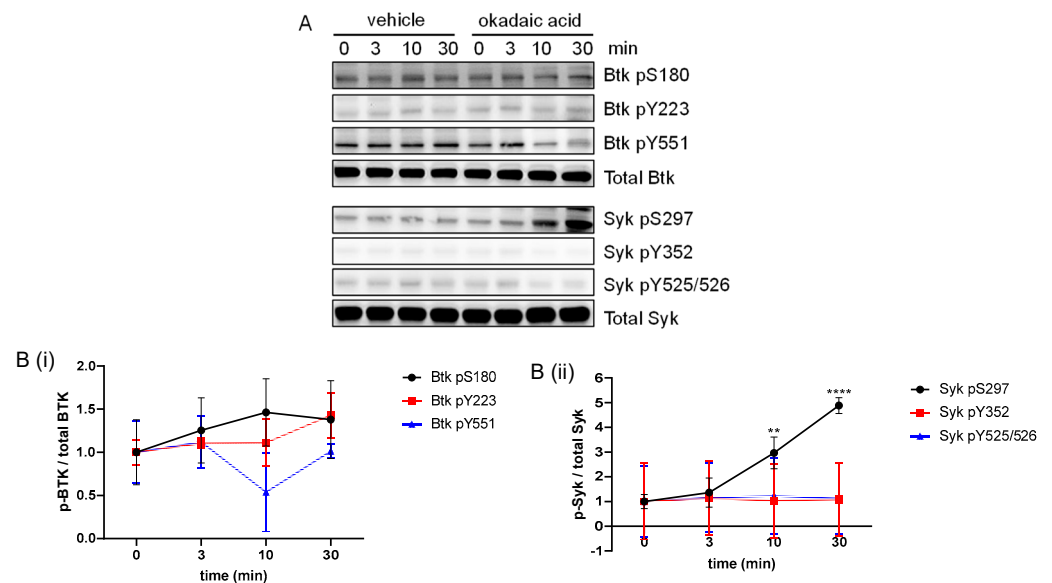 A
vehicle okadaic acid
0 3 10 30 0 3 10 30 min
Btk pS180
Btk pY223
Btk pY551
Total Btk
Syk pS297
Syk pY352
Syk pY525/526
Total Syk
B (i)
p-BTK / total BTK
2.0
1.5
1.0
0.5
0.0
0 3 10 30
time (min)
Btk pS180
Btk pY223
Btk pY551
B (ii)
p-Syk / total Syk
6
5
4
3
2
1
0
-1
** ****
0 3 10 30
time (min)
Syk pS297
Syk pY352
Syk pY525/526